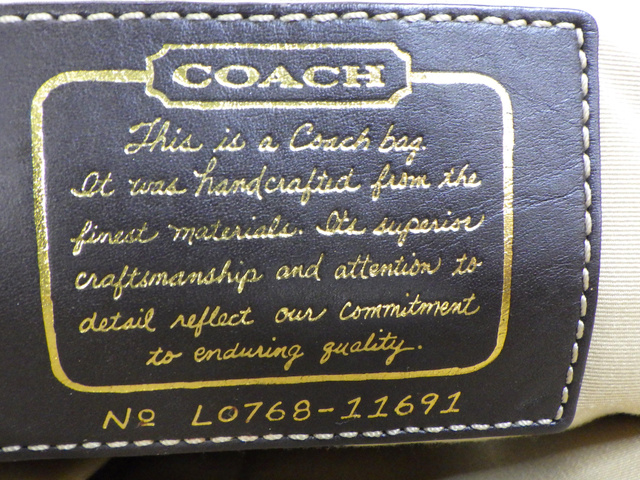 COACH
This is a Coach bag.
It was handcrafted from the
finest materials. It's superior
craftsmanship and attention to
detail reflect our commitment
to enduring quality.
No L0768-11691